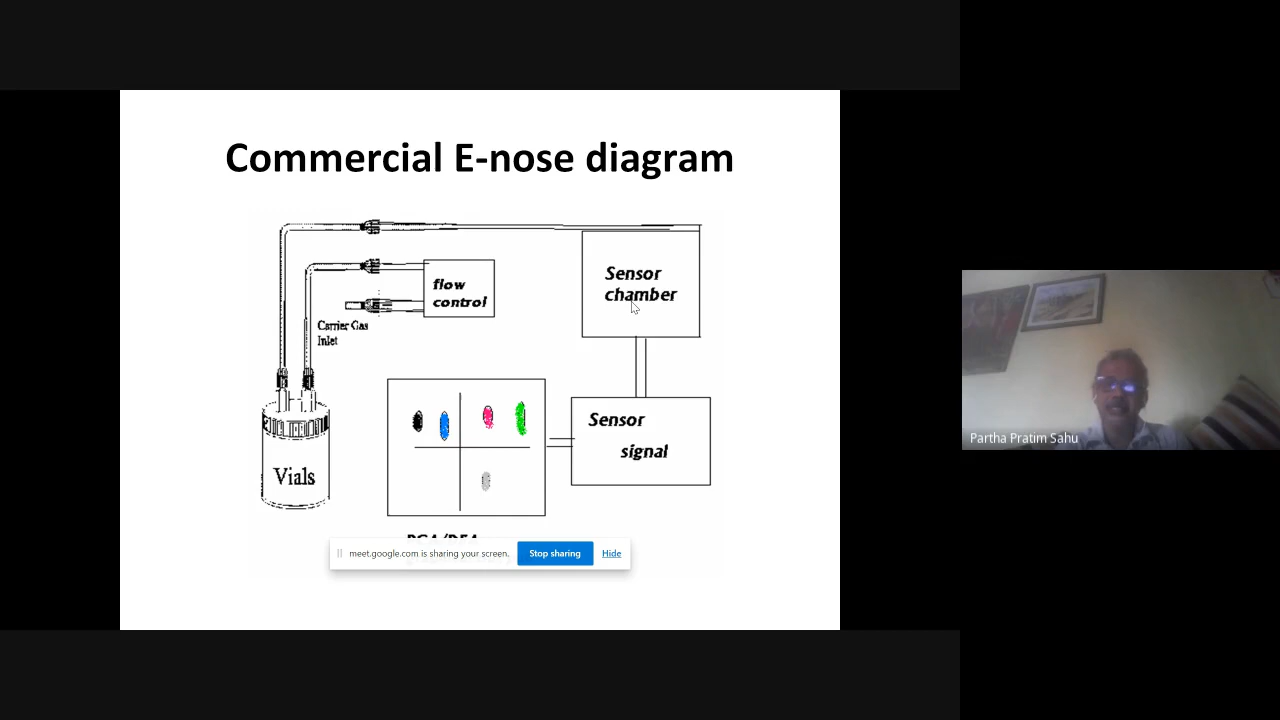 Commercial E-nose diagram
flow
control
Carrier Gas
Inlet
Sensor
chamber
Sensor
signal
Vials
meet.google.com is sharing your screen.
Stop sharing
Hide
Partha Pratim Sahu